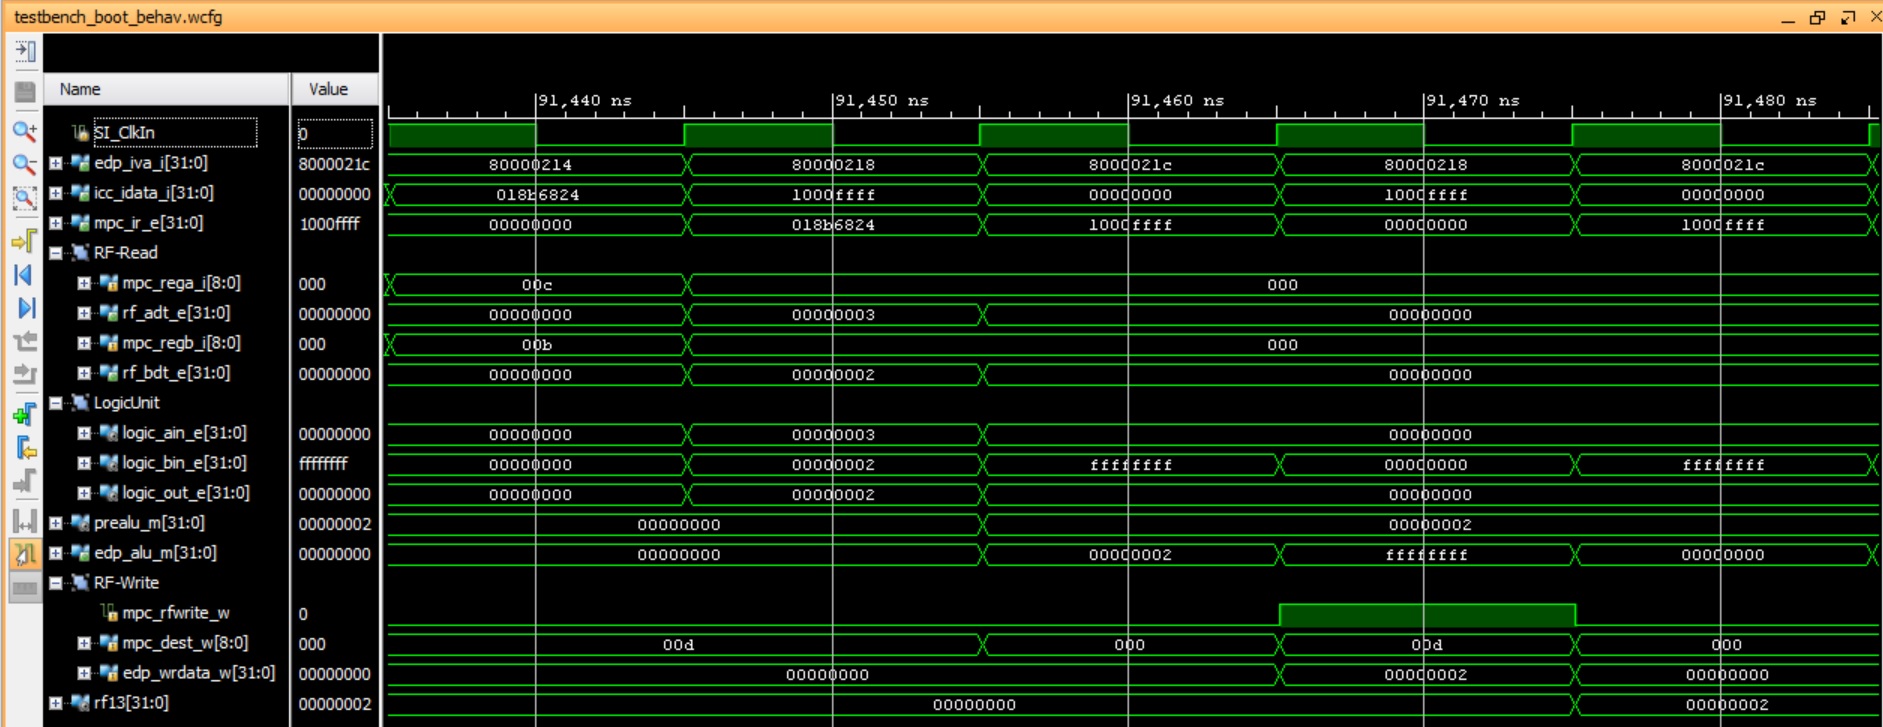 testbench_boot_behav.wcfg
Name Value
91,440 ns 91,450 ns 91,460 ns 91,470 ns 91,480 ns
SI_ClkIn 0
edp_iva_i[31:0] 8000021c 80000214 80000218 8000021c 80000218 8000021c
icc_idata_i[31:0] 00000000 018b6824 1000ffff 00000000 1000ffff 00000000
mpc_ir_e[31:0] 1000ffff 00000000 018b6824 1000ffff 00000000 1000ffff
RF-Read
mpc_rega_i[8:0] 000 00c 000
rf_adt_e[31:0] 00000000 00000000 00000003 00000000
mpc_regb_i[8:0] 000 00b 000
rf_bdt_e[31:0] 00000000 00000000 00000002 00000000
LogicUnit
logic_ain_e[31:0] 00000000 00000000 00000003 00000000
logic_bin_e[31:0] ffffffff 00000000 00000002 ffffffff 00000000 ffffffff
logic_out_e[31:0] 00000000 00000000 00000002 00000000
prealu_m[31:0] 00000002 00000000 00000002
edp_alu_m[31:0] 00000000 00000000 00000002 ffffffff 00000000
RF-Write
mpc_rfwrite_w 0
mpc_dest_w[8:0] 000 00d 000 00d 000
edp_wrdata_w[31:0] 00000000 00000000 00000002 00000000
rf13[31:0] 00000002 00000000 00000002